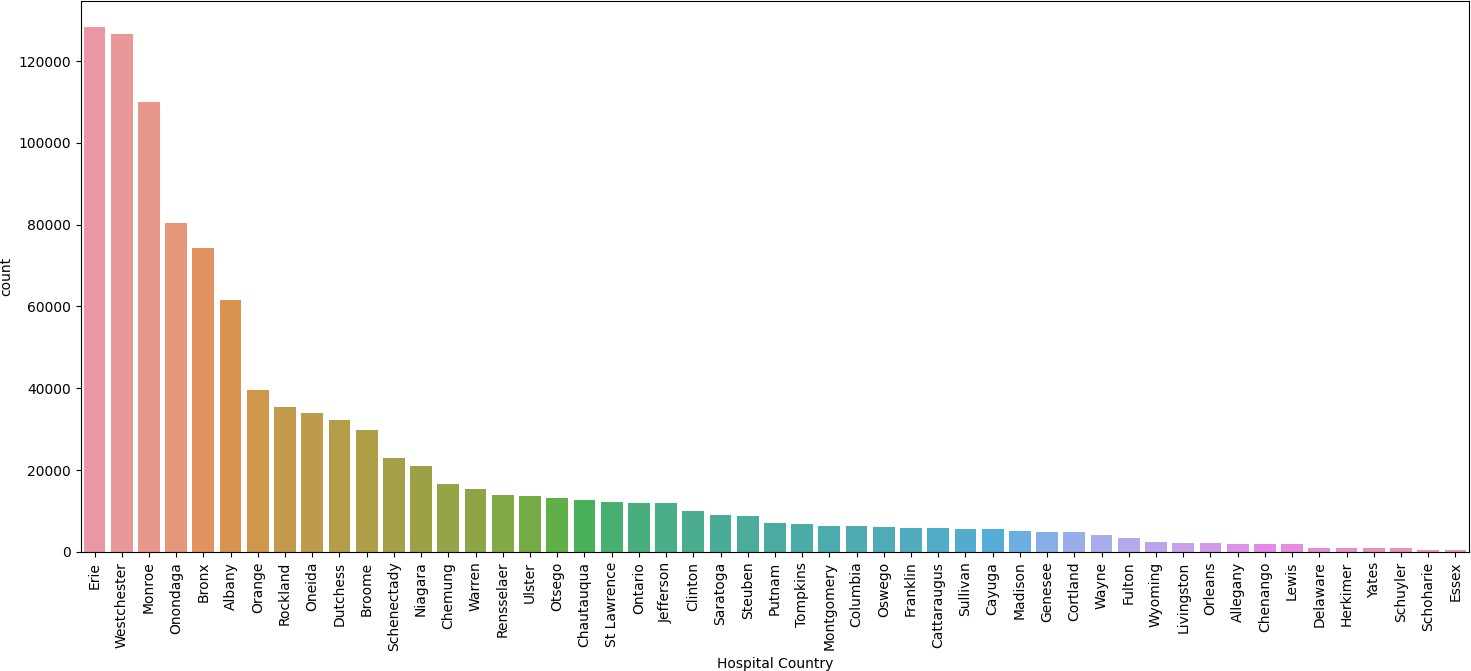 120000
100000
80000
60000
40000
20000
0
count
Erie
Westchester
Monroe
Onondaga
Bronx
Albany
Orange
Rockland
Oneida
Dutchess
Broome
Schenectady
Niagara
Chemung
Warren
Rensselaer
Ulster
Otsego
Chautauqua
St Lawrence
Ontario
Jefferson
Clinton
Saratoga
Steuben
Putnam
Tompkins
Montgomery
Columbia
Oswego
Franklin
Cattaraugus
Sullivan
Cayuga
Madison
Genesee
Cortland
Wayne
Fulton
Wyoming
Livingston
Orleans
Allegany
Chenango
Lewis
Delaware
Herkimer
Yates
Schuyler
Schoharie
Essex
Hospital Country